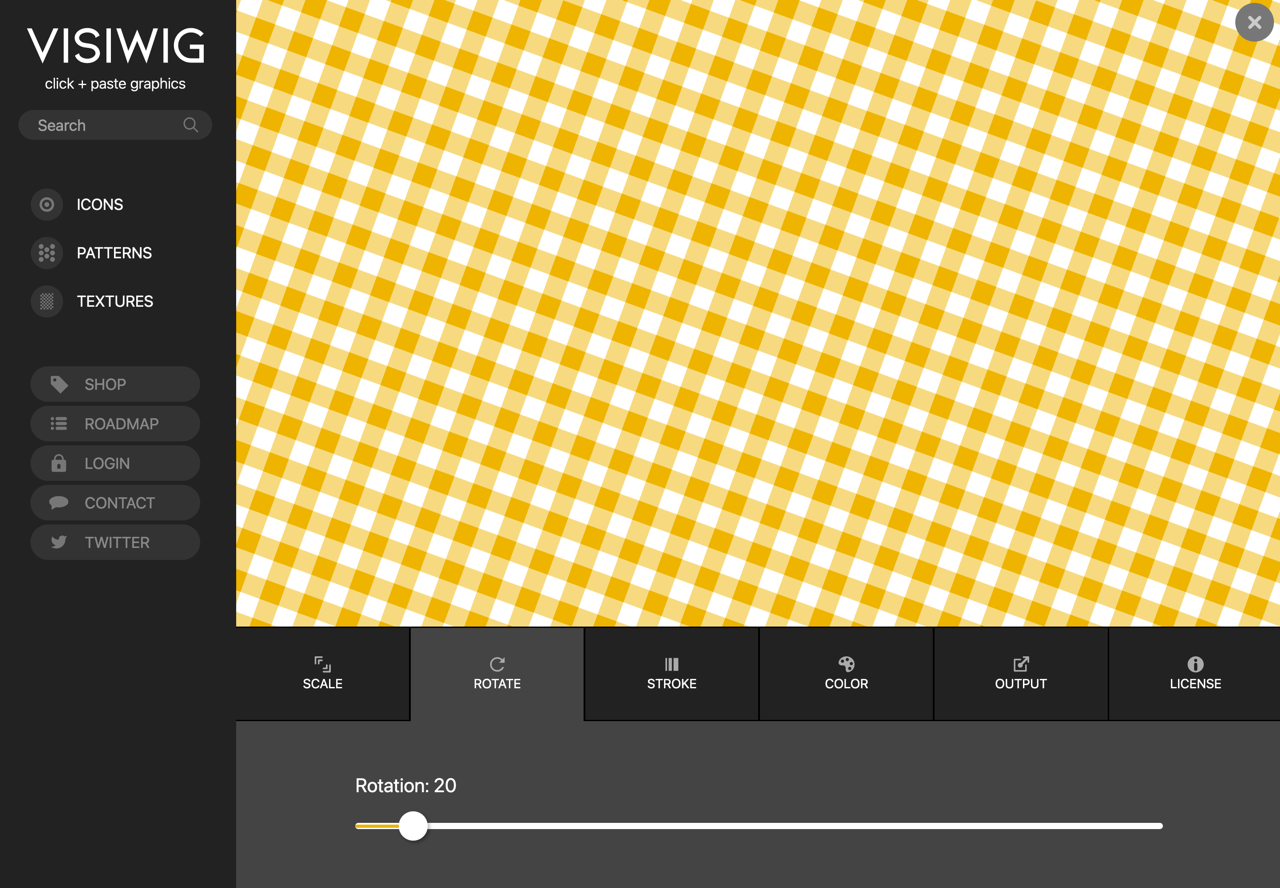 VISIWIG
click + paste graphics
Search
ICONS
PATTERNS
TEXTURES
SHOP
ROADMAP
LOGIN
CONTACT
TWITTER
SCALE
ROTATE
STROKE
COLOR
OUTPUT
LICENSE
Rotation: 20